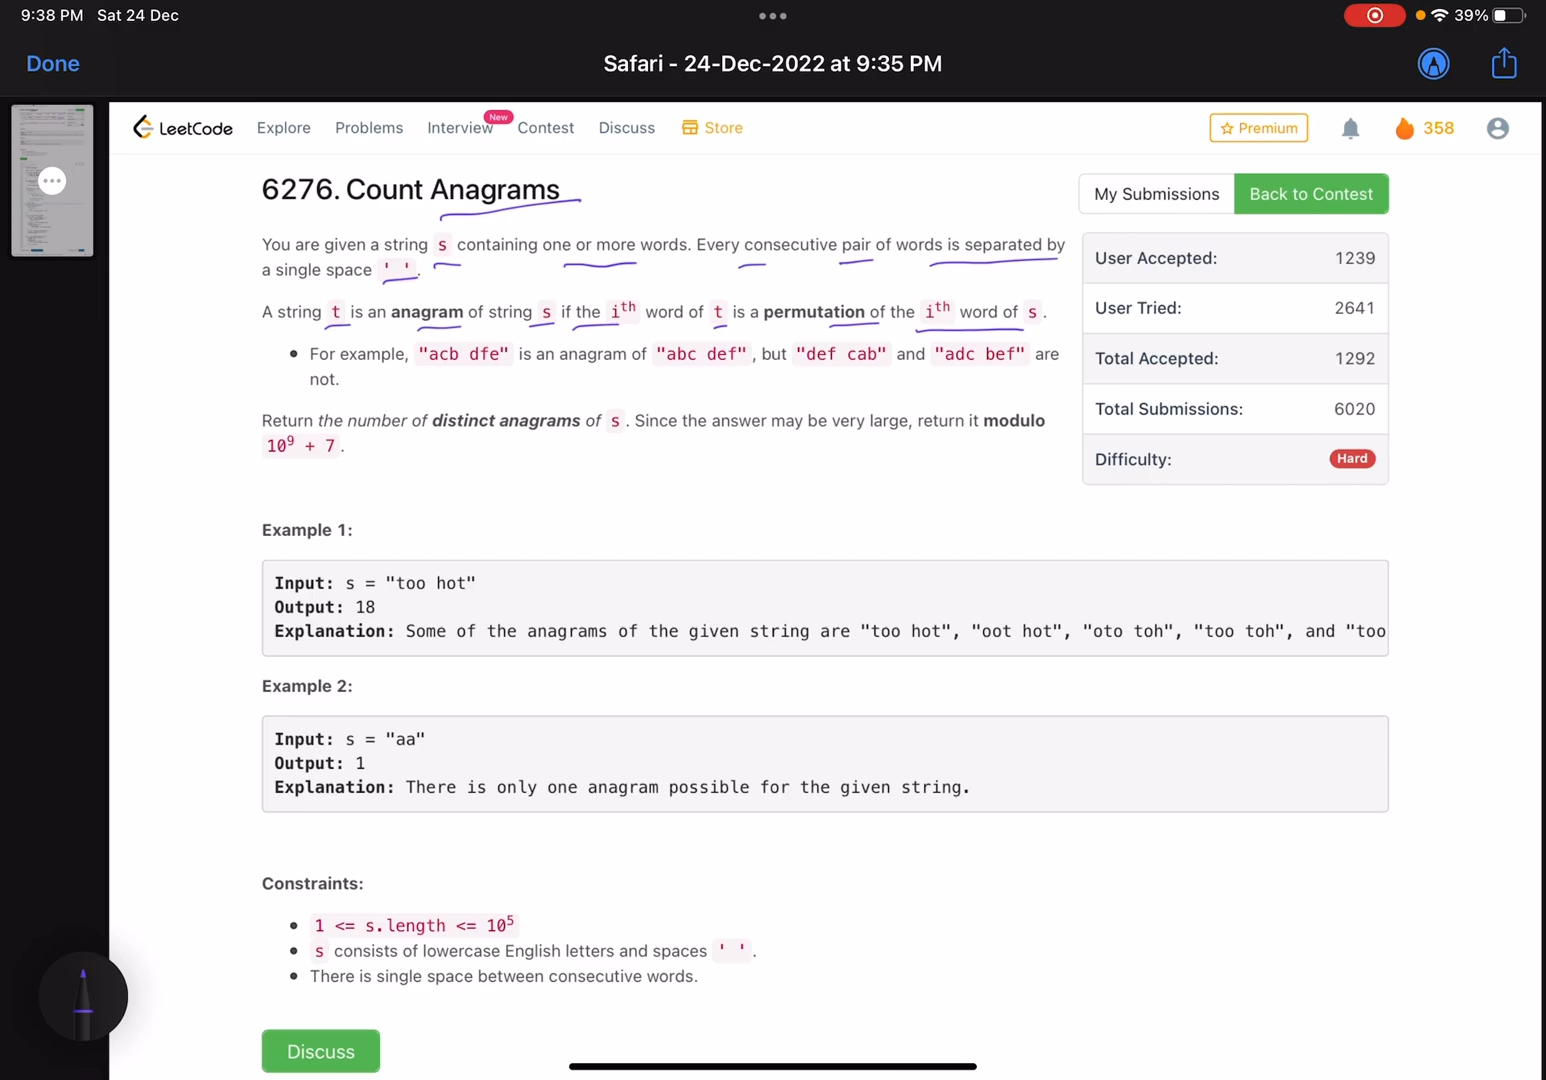 9:38 PM Sat 24 Dec
39%
Done
Safari - 24-Dec-2022 at 9:35 PM
LeetCode Explore Problems Interview New Contest Discuss Store Premium 358
6276. Count Anagrams
My Submissions Back to Contest
You are given a string s containing one or more words. Every consecutive pair of words is separated by
a single space ' '.
A string t is an anagram of string s if the ith word of t is a permutation of the ith word of s.
• For example, "acb dfe" is an anagram of "abc def", but "def cab" and "adc bef" are
not.
Return the number of distinct anagrams of s. Since the answer may be very large, return it modulo
10⁹ + 7.
User Accepted: 1239
User Tried: 2641
Total Accepted: 1292
Total Submissions: 6020
Difficulty: Hard
Example 1:
Input: s = "too hot"
Output: 18
Explanation: Some of the anagrams of the given string are "too hot", "oot hot", "oto toh", "too toh", and "too
Example 2:
Input: s = "aa"
Output: 1
Explanation: There is only one anagram possible for the given string.
Constraints:
• 1 <= s.length <= 10⁵
• s consists of lowercase English letters and spaces ' '.
• There is single space between consecutive words.
Discuss